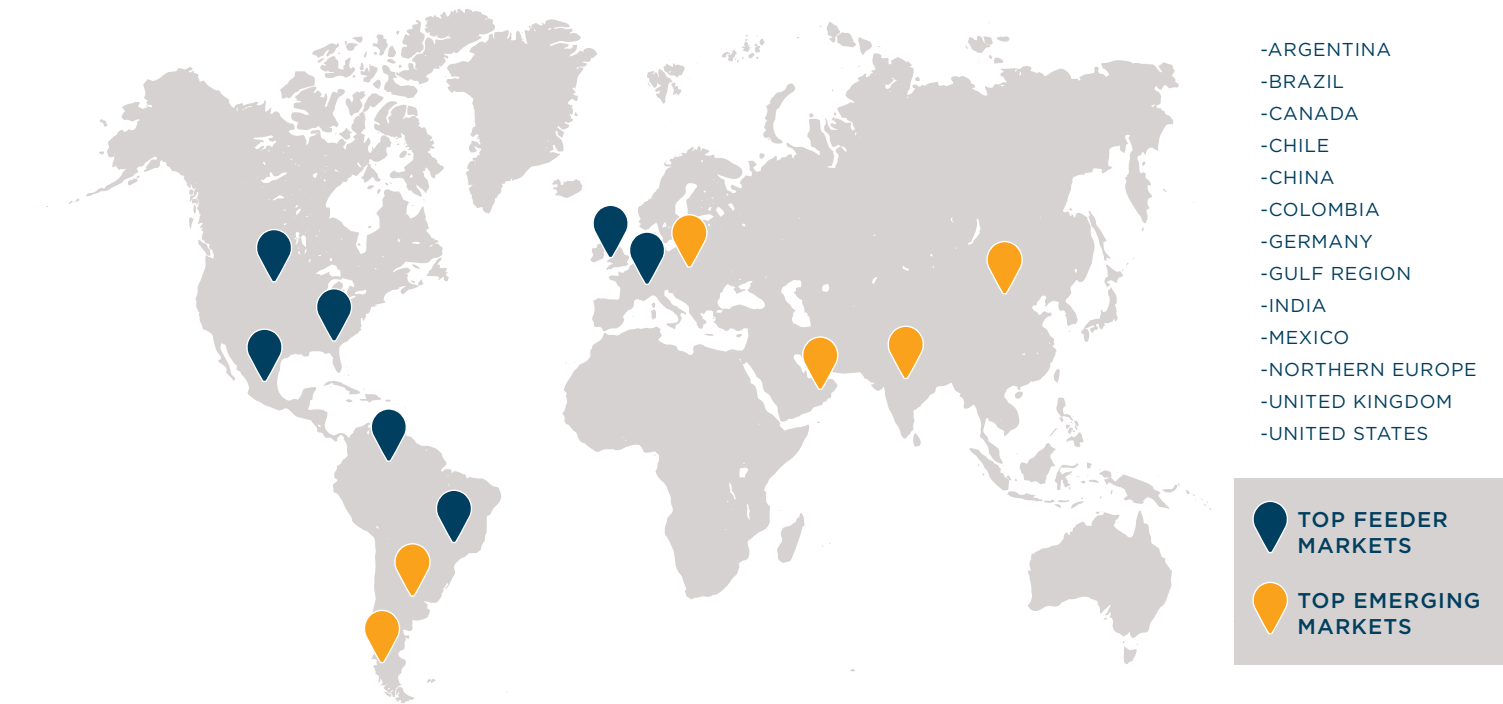 -ARGENTINA
-BRAZIL
-CANADA
-CHILE
-CHINA
-COLOMBIA
-GERMANY
-GULF REGION
-INDIA
-MEXICO
-NORTHERN EUROPE
-UNITED KINGDOM
-UNITED STATES
TOP FEEDER
MARKETS
TOP EMERGING
MARKETS